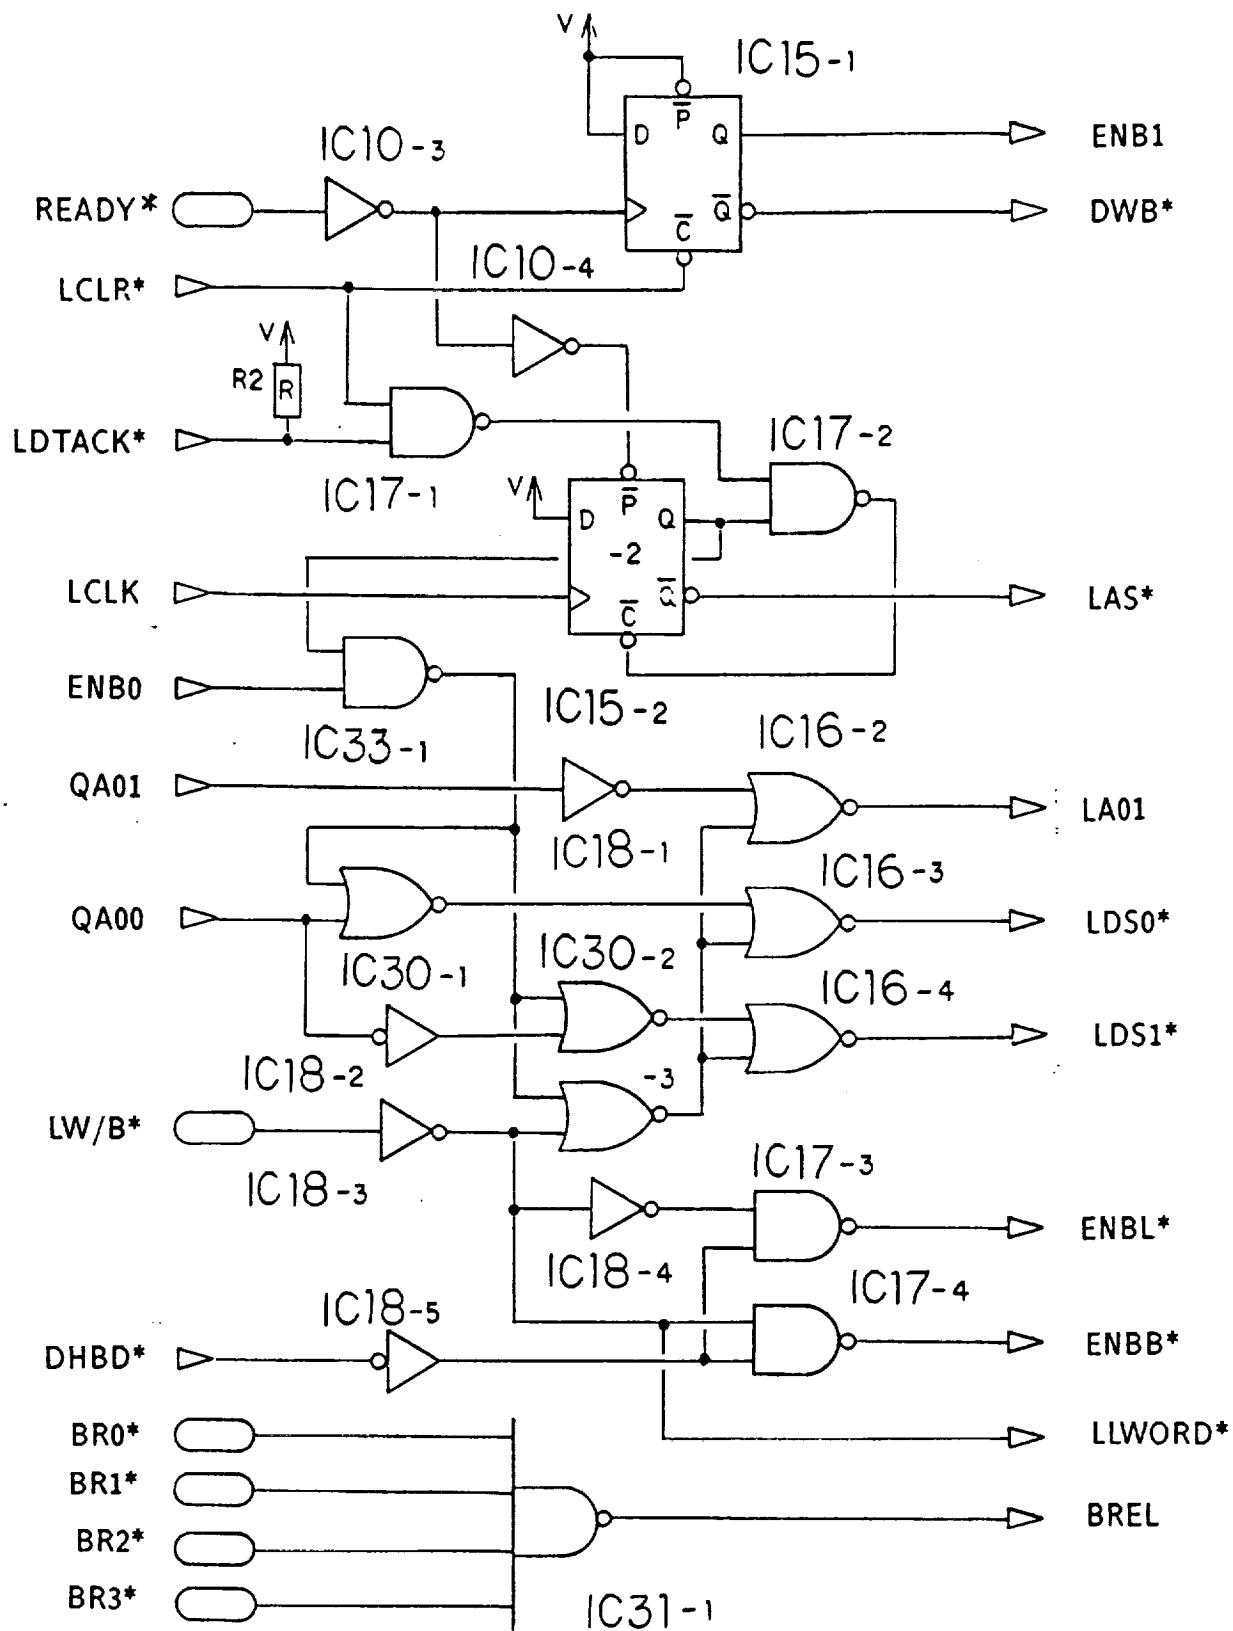 V
IC15-1
P
D
Q
ENB1
IC10-3
READY*
Q
DWB*
C
IC10-4
LCLR*
V
R2
R
LDTACK*
IC17-1
IC17-2
V
P
D
Q
-2
LCLK
Q
LAS*
C
ENB0
IC33-1
IC15-2
IC16-2
QA01
LA01
IC18-1
IC16-3
QA00
LDS0*
IC30-1
IC30-2
IC16-4
LDS1*
IC18-2
-3
LW/B*
IC17-3
IC18-3
ENBL*
IC18-4
IC17-4
IC18-5
DHBD*
ENBB*
BR0*
LLWORD*
BR1*
BREL
BR2*
BR3*
IC31-1